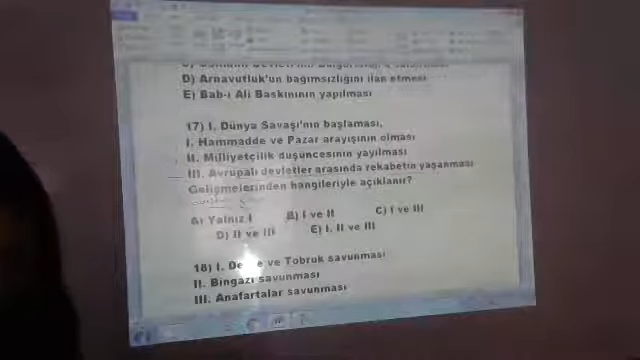 D) Arnavutluk'un bağımsızlığını ilan etmesi
E) Bab-ı Ali Baskınının yapılması
17) I. Dünya Savaşı'nın başlaması,
I. Hammadde ve Pazar arayışının olması
II. Milliyetçilik düşüncesinin yayılması
III. Avrupalı devletler arasında rekabetin yaşanması
Gelişmelerinden hangileriyle açıklanır?
A) Yalnız I B) I ve II C) I ve III
D) II ve III E) I, II ve III
18) I. ve Tobruk savunması
II. Bingazi savunması
III. Anafartalar savunması